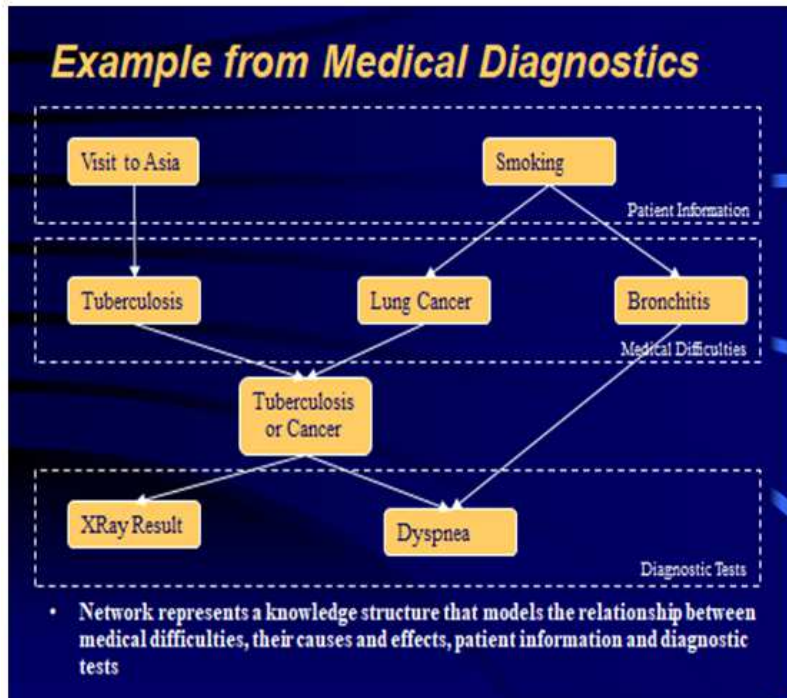 Example from Medical Diagnostics
Visit to Asia
Smoking
Patient Information
Tuberculosis
Lung Cancer
Bronchitis
Medical Difficulties
Tuberculosis
or Cancer
XRay Result
Dyspnea
Diagnostic Tests
• Network represents a knowledge structure that models the relationship between
medical difficulties, their causes and effects, patient information and diagnostic
tests